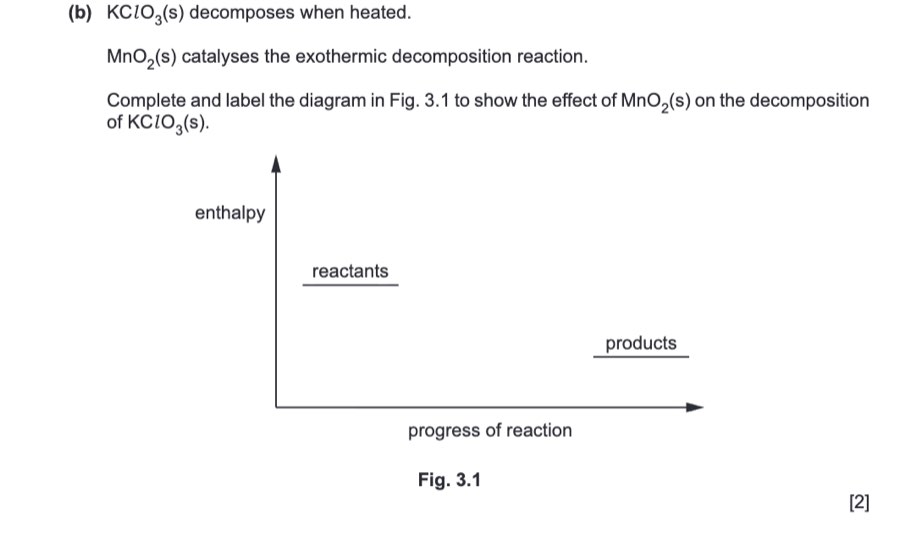 (b) KClO₃(s) decomposes when heated.
MnO₂(s) catalyses the exothermic decomposition reaction.
Complete and label the diagram in Fig. 3.1 to show the effect of MnO₂(s) on the decomposition
of KClO₃(s).
enthalpy
reactants
products
progress of reaction
Fig. 3.1
[2]